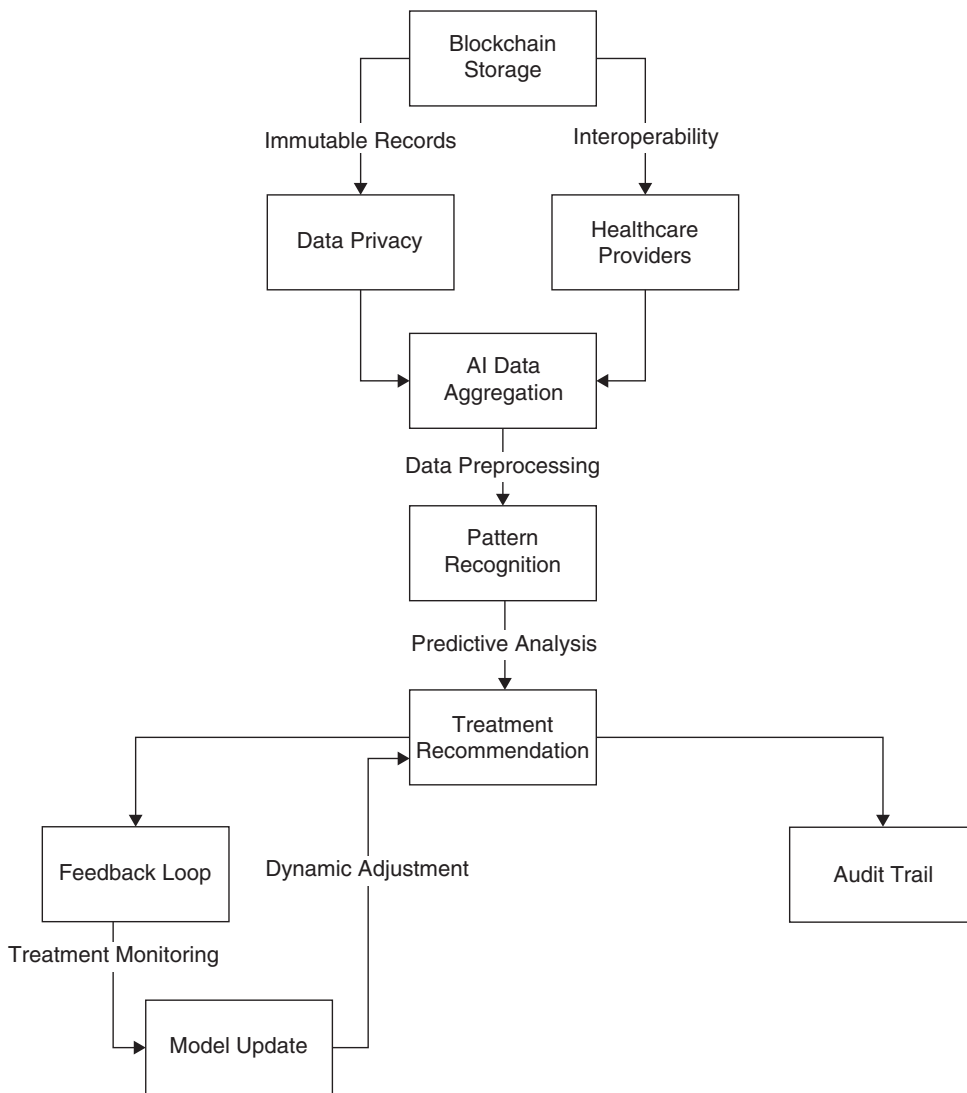 Blockchain
Storage
Immutable Records
Interoperability
Data Privacy
Healthcare
Providers
AI Data
Aggregation
Data Preprocessing
Pattern
Recognition
Predictive Analysis
Treatment
Recommendation
Feedback Loop
Dynamic Adjustment
Audit Trail
Treatment Monitoring
Model Update